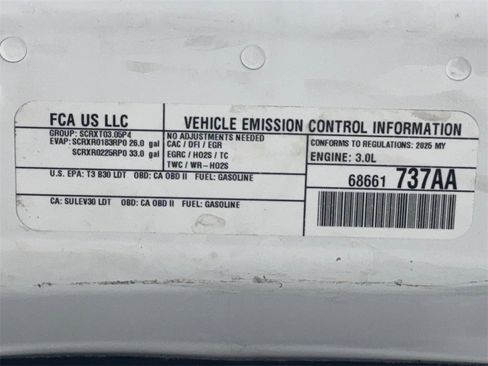 FCA US LLC
VEHICLE EMISSION CONTROL INFORMATION
GROUP: SCRXT03.05P4
EVAP: SCRXR0183RP0 26.0 gal
SCRXR0225RP0 33.0 gal
NO ADJUSTMENTS NEEDED
CAC / DFI / EGR
EGRC / HO2S / TC
TWC / WR-HO2S
CONFORMS TO REGULATIONS: 2025 MY
ENGINE: 3.0L
U.S. EPA: T3 B30 LDT OBD: CA OBD II FUEL: GASOLINE
CA: SULEV30 LDT OBD: CA OBD II FUEL: GASOLINE
68661 737AA